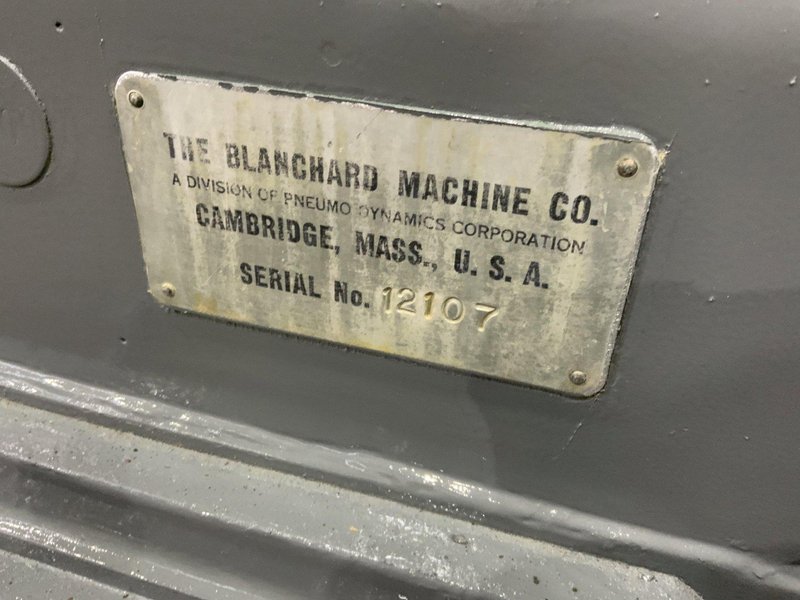 THE BLANCHARD MACHINE CO.
A DIVISION OF PNEUMO DYNAMICS CORPORATION
CAMBRIDGE, MASS., U. S. A.
SERIAL No. 12107